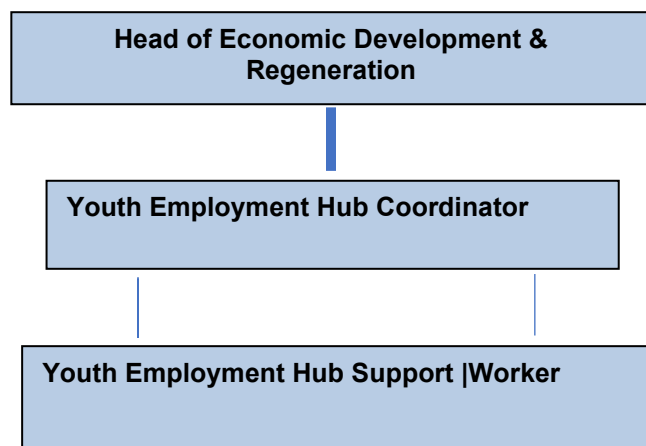 Head of Economic Development &
Regeneration
Youth Employment Hub Coordinator
Youth Employment Hub Support |Worker